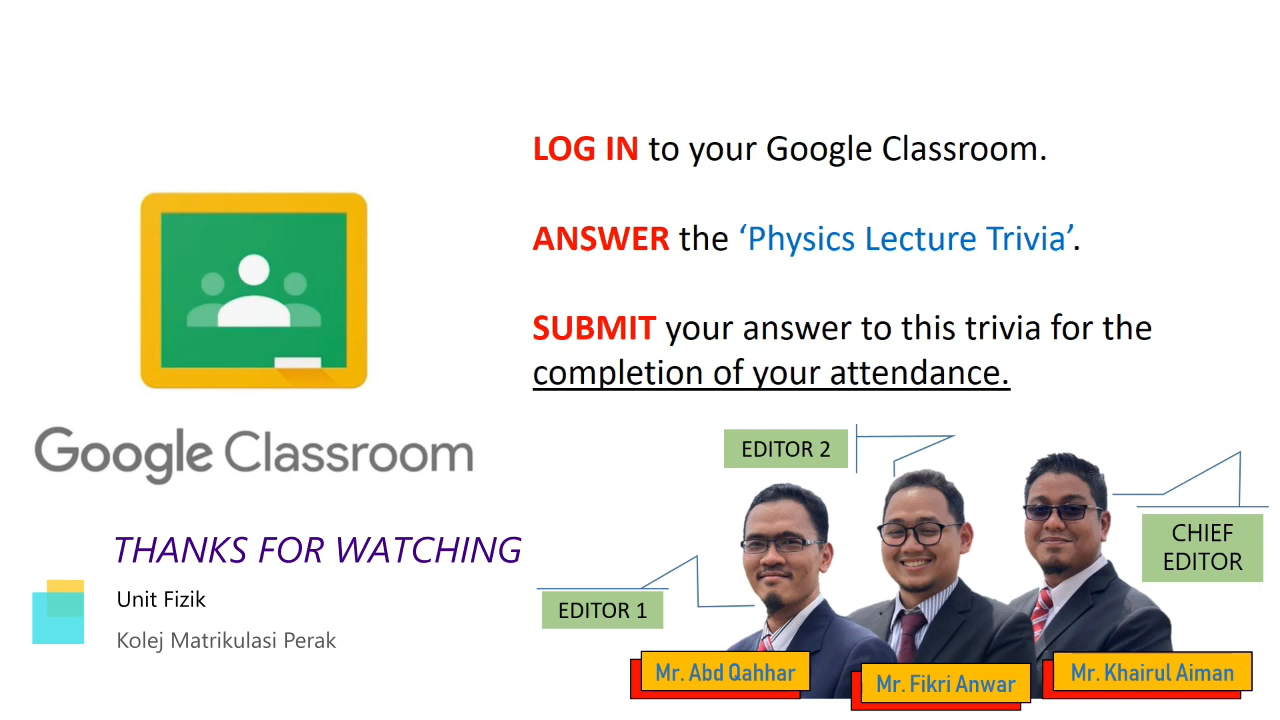 LOG IN to your Google Classroom.
ANSWER the ‘Physics Lecture Trivia’.
SUBMIT your answer to this trivia for the
completion of your attendance.
Google Classroom
THANKS FOR WATCHING
Unit Fizik
Kolej Matrikulasi Perak
EDITOR 2
CHIEF
EDITOR
EDITOR 1
Mr. Abd Qahhar
Mr. Fikri Anwar
Mr. Khairul Aiman